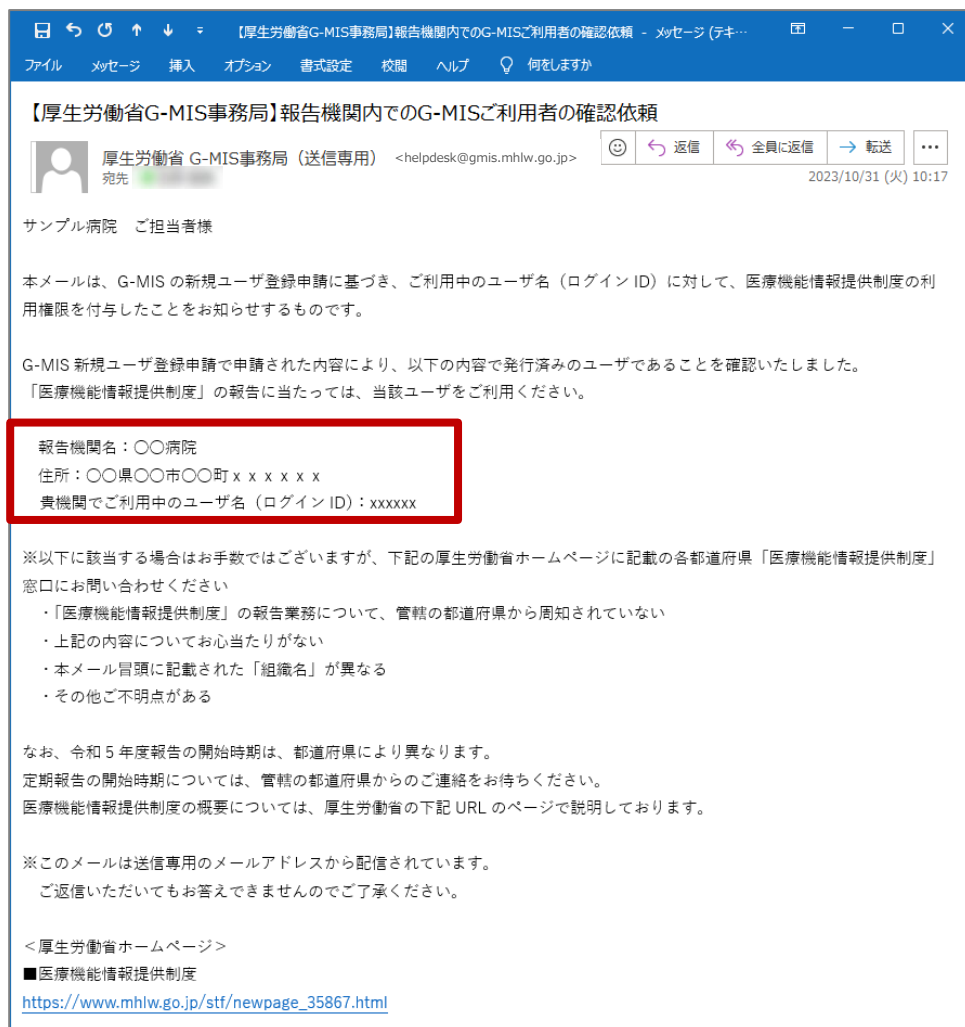 【厚生労働省G-MIS事務局】報告機関内でのG-MISご利用者の確認依頼 - メッセージ (テキ…
ファイル メッセージ 挿入 オプション 書式設定 校閲 ヘルプ 何をしますか
【厚生労働省G-MIS事務局】報告機関内でのG-MISご利用者の確認依頼
厚生労働省 G-MIS事務局（送信専用） <helpdesk@gmis.mhlw.go.jp>
返信 全員に返信 転送 …
宛先
2023/10/31 (火) 10:17
サンプル病院　ご担当者様
本メールは、G-MIS の新規ユーザ登録申請に基づき、ご利用中のユーザ名（ログイン ID）に対して、医療機能情報提供制度の利
用権限を付与したことをお知らせするものです。
G-MIS 新規ユーザ登録申請で申請された内容により、以下の内容で発行済みのユーザであることを確認いたしました。
「医療機能情報提供制度」の報告に当たっては、当該ユーザをご利用ください。
報告機関名：〇〇病院
住所：〇〇県〇〇市〇〇町ｘｘｘｘｘｘ
貴機関でご利用中のユーザ名（ログイン ID）：xxxxxx
※以下に該当する場合はお手数ではございますが、下記の厚生労働省ホームページに記載の各都道府県「医療機能情報提供制度」
窓口にお問い合わせください
・「医療機能情報提供制度」の報告業務について、管轄の都道府県から周知されていない
・上記の内容についてお心当たりがない
・本メール冒頭に記載された「組織名」が異なる
・その他ご不明点がある
なお、令和 5 年度報告の開始時期は、都道府県により異なります。
定期報告の開始時期については、管轄の都道府県からのご連絡をお待ちください。
医療機能情報提供制度の概要については、厚生労働省の下記 URL のページで説明しております。
※このメールは送信専用のメールアドレスから配信されています。
ご返信いただいてもお答えできませんのでご了承ください。
＜厚生労働省ホームページ＞
■医療機能情報提供制度
https://www.mhlw.go.jp/stf/newpage_35867.html